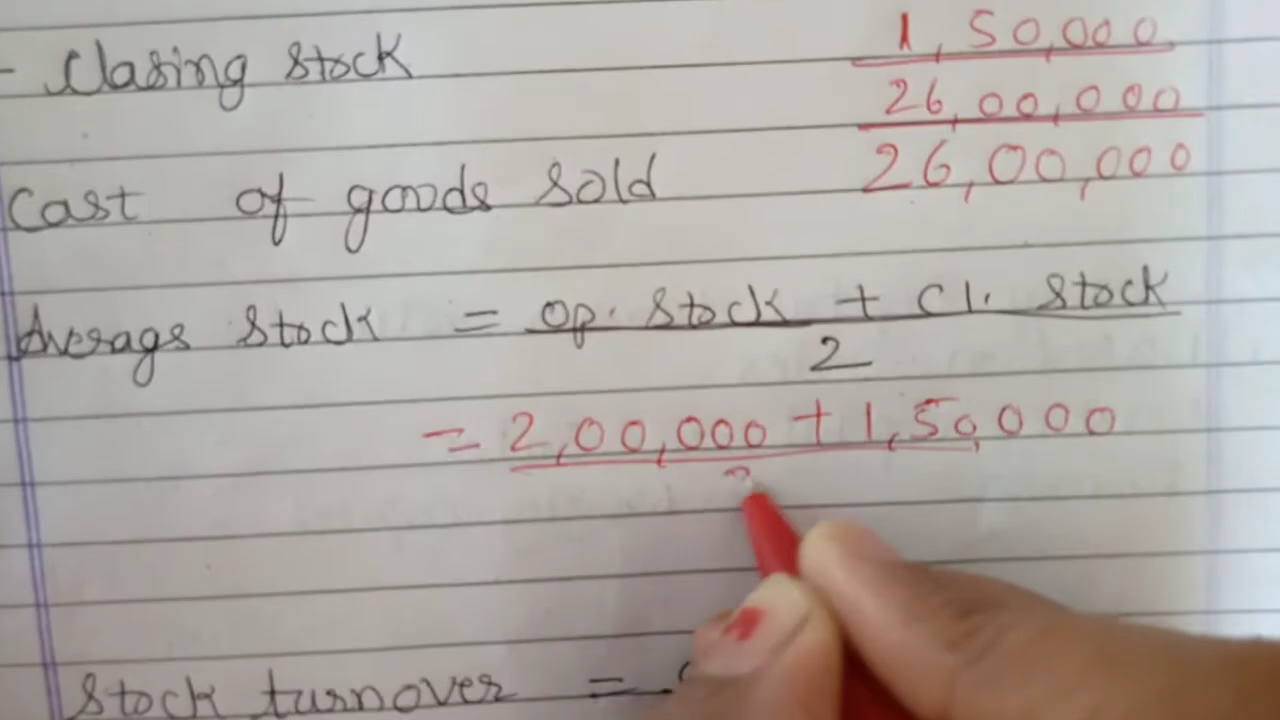 1,50,000
- Closing stock
26,00,000
Cost of goods sold 26,00,000
Average stock = Op. stock + Cl. stock
2
= 2,00,000 + 1,50,000
Stock turnover =